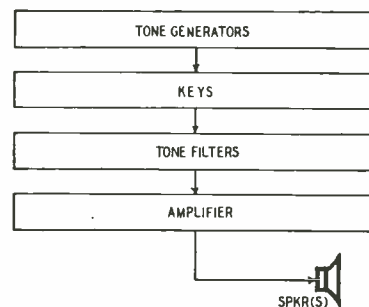 TONE GENERATORS
KEYS
TONE FILTERS
AMPLIFIER
SPKR(S)